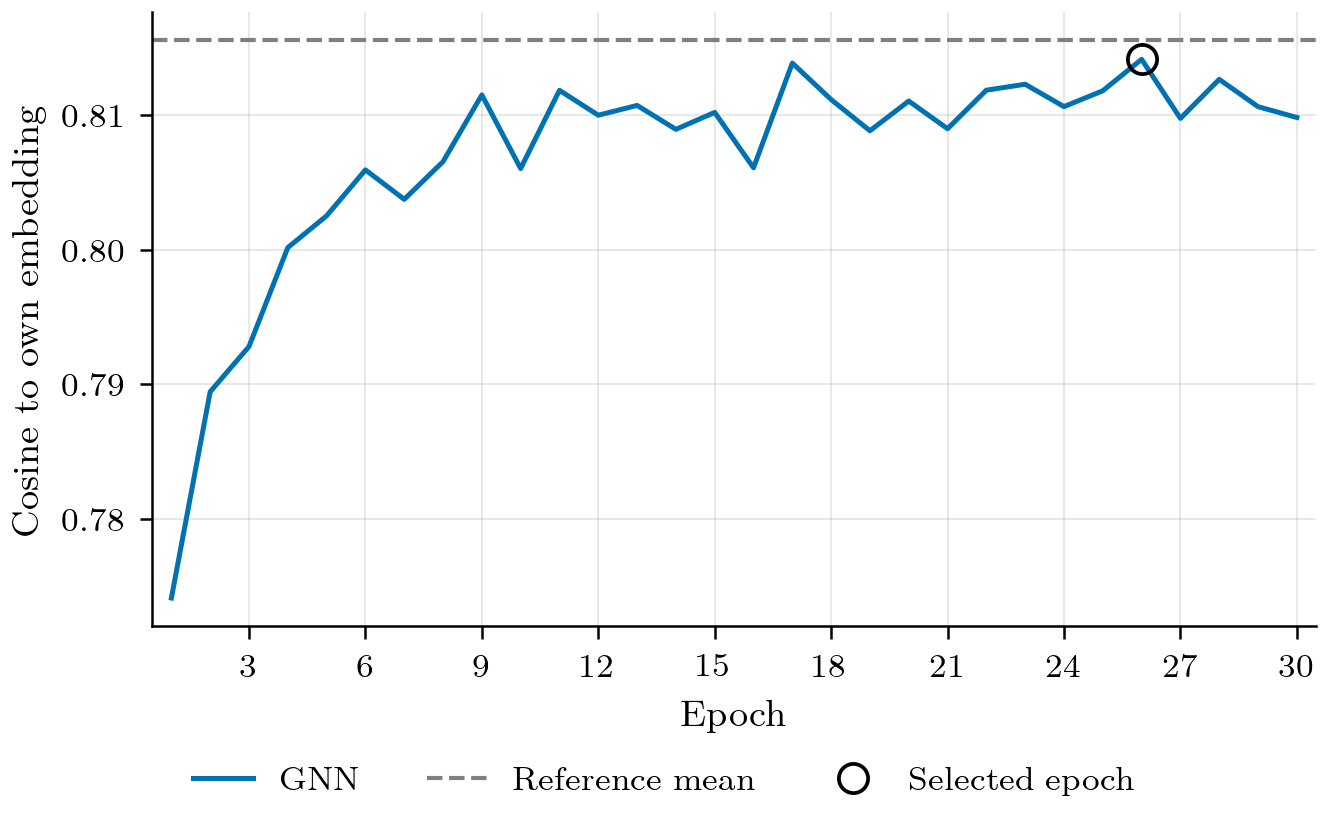 Cosine to own embedding
0.81
0.80
0.79
0.78
3 6 9 12 15 18 21 24 27 30
Epoch
GNN Reference mean Selected epoch